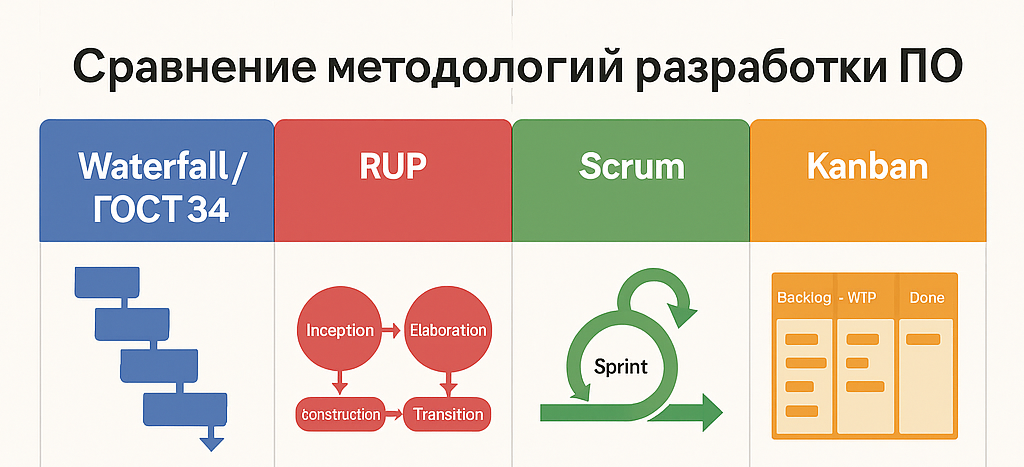 Сравнение методологий разработки ПО
Waterfall /
ГОСТ 34
RUP
Scrum
Kanban
Inception
Elaboration
construction
Transition
Sprint
Backlog - WTP
Done